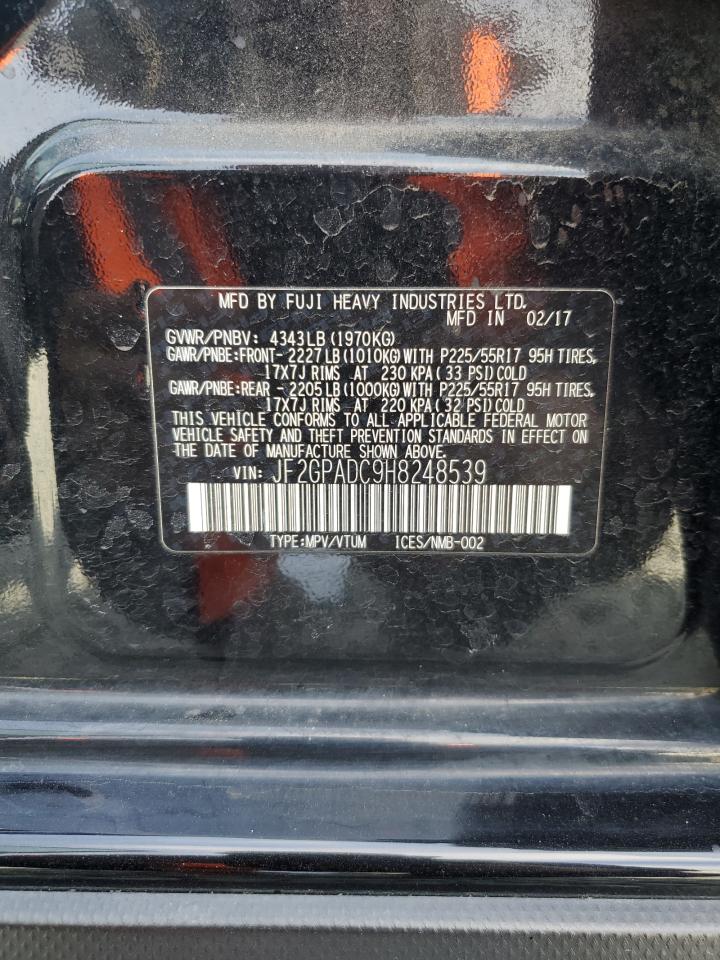 MFD BY FUJI HEAVY INDUSTRIES LTD.
MFD IN 02/17
GVWR/PNBV: 4343LB (1970KG)
GAWR/PNBE:FRONT- 2227LB(1010KG)WITH P225/55R17 95H TIRES,
17X7J RIMS AT 230 KPA ( 33 PSI) COLD
GAWR/PNBE:REAR - 2205LB(1000KG)WITH P225/55R17 95H TIRES,
17X7J RIMS AT 220 KPA ( 32 PSI) COLD
THIS VEHICLE CONFORMS TO ALL APPLICABLE FEDERAL MOTOR
VEHICLE SAFETY AND THEFT PREVENTION STANDARDS IN EFFECT ON
THE DATE OF MANUFACTURE SHOWN ABOVE.
VIN: JF2GPADC9H8248539
TYPE:MPV/VTUM ICES/NMB-002